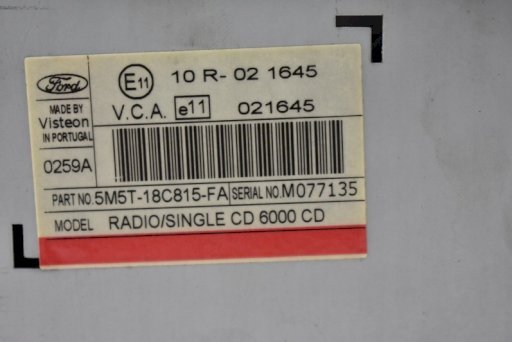 Ford
E11 10 R- 02 1645
MADE BY
Visteon
IN PORTUGAL
V.C.A. e11 021645
0259A
PART NO. 5M5T-18C815-FA SERIAL NO. M077135
MODEL RADIO/SINGLE CD 6000 CD